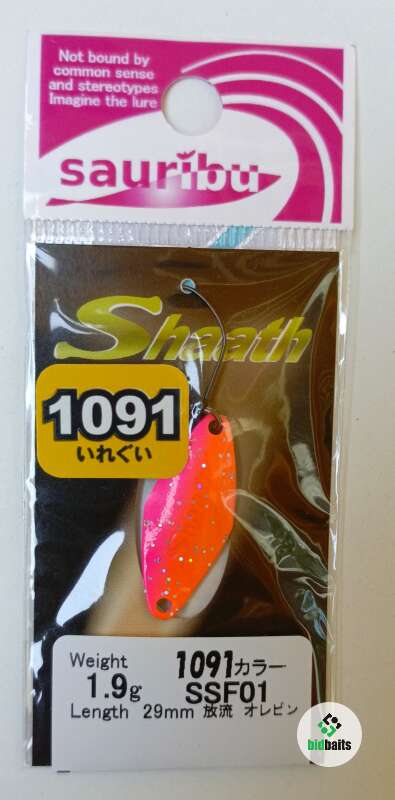 Not bound by
common sense
and stereotypes
Imagine the lure
sauribu
Shaath
1091
いれぐい
Weight 1091カラー
1.9g SSF01
Length 29mm 放流 オレピン
bidbaits